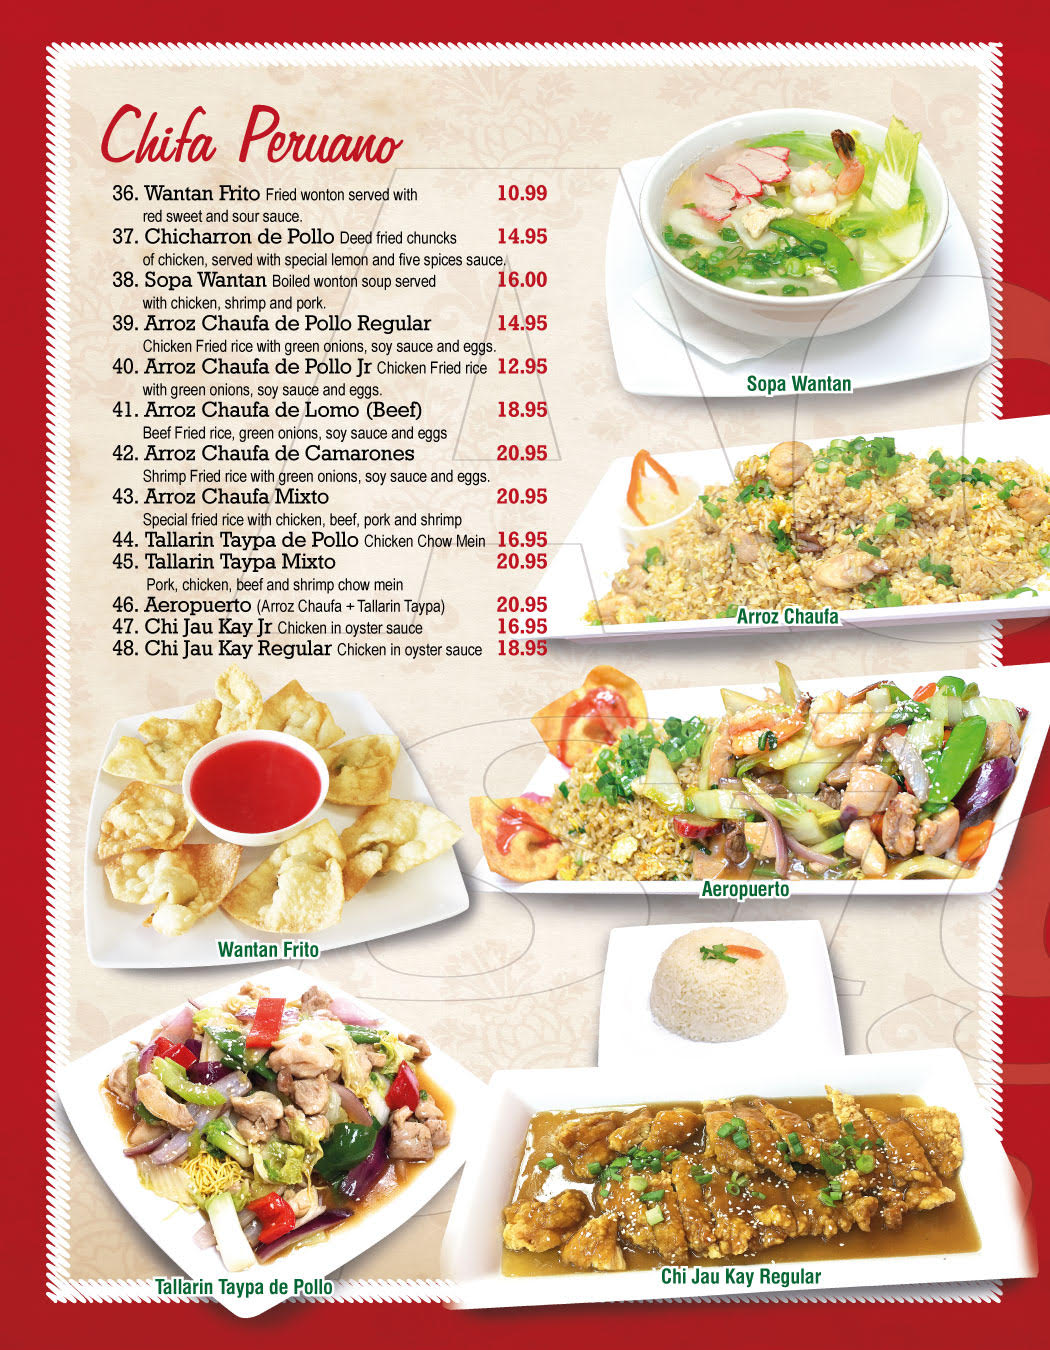 Chifa Peruano
36. Wantan Frito Fried wonton served with 10.99
red sweet and sour sauce.
37. Chicharron de Pollo Deed fried chuncks 14.95
of chicken, served with special lemon and five spices sauce.
38. Sopa Wantan Boiled wonton soup served 16.00
with chicken, shrimp and pork.
39. Arroz Chaufa de Pollo Regular 14.95
Chicken Fried rice with green onions, soy sauce and eggs.
40. Arroz Chaufa de Pollo Jr Chicken Fried rice 12.95
with green onions, soy sauce and eggs.
41. Arroz Chaufa de Lomo (Beef) 18.95
Beef Fried rice, green onions, soy sauce and eggs
42. Arroz Chaufa de Camarones 20.95
Shrimp Fried rice with green onions, soy sauce and eggs.
43. Arroz Chaufa Mixto 20.95
Special fried rice with chicken, beef, pork and shrimp
44. Tallarin Taypa de Pollo Chicken Chow Mein 16.95
45. Tallarin Taypa Mixto 20.95
Pork, chicken, beef and shrimp chow mein
46. Aeropuerto (Arroz Chaufa + Tallarin Taypa) 20.95
47. Chi Jau Kay Jr Chicken in oyster sauce 16.95
48. Chi Jau Kay Regular Chicken in oyster sauce 18.95
Sopa Wantan
Arroz Chaufa
Aeropuerto
Wantan Frito
Tallarin Taypa de Pollo
Chi Jau Kay Regular